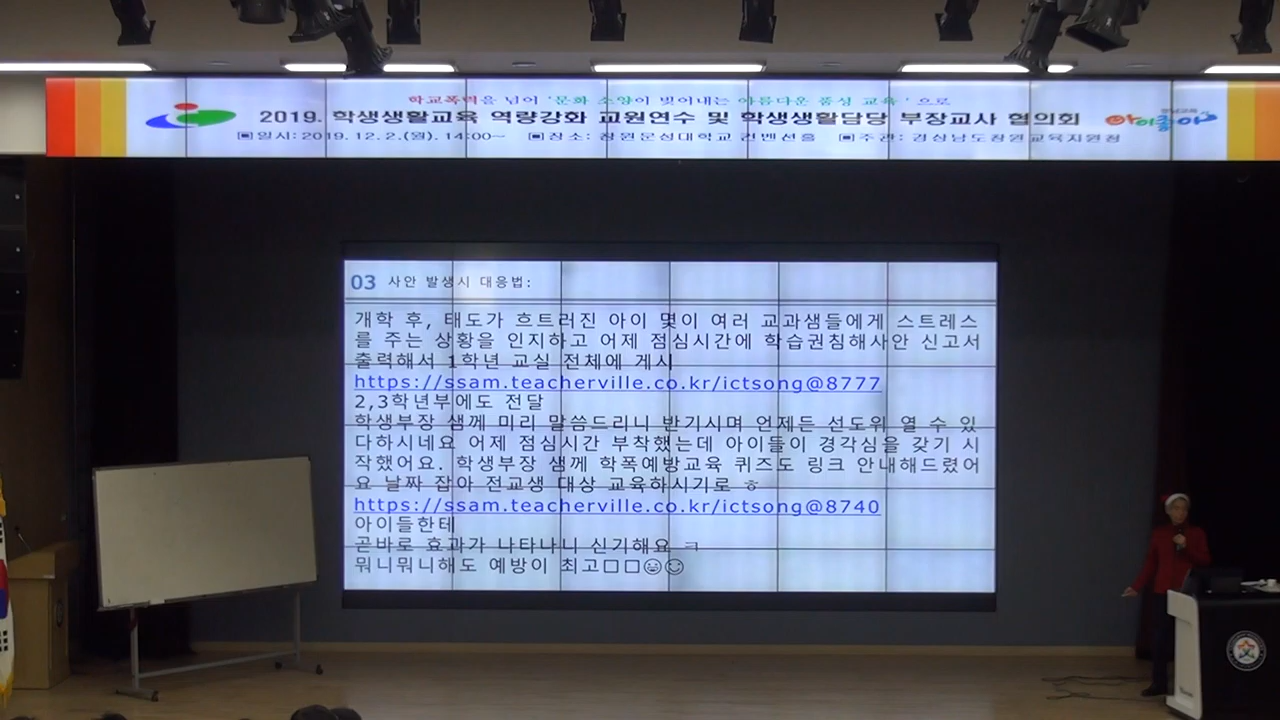 학교폭력을 넘어 '문화 소양이 빚어내는 아름다운 품성 교육' 으로
2019. 학생생활교육 역량강화 교원연수 및 학생생활담당 부장교사 협의회
▣일시: 2019. 12. 2.(월). 14:00~ ▣장소: 창원문성대학교 컨벤션홀 ▣주관: 경상남도창원교육지원청
아이좋아
03 사안 발생시 대응법:
개학 후, 태도가 흐트러진 아이 몇이 여러 교과샘들에게 스트레스
를 주는 상황을 인지하고 어제 점심시간에 학습권침해사안 신고서
출력해서 1학년 교실 전체에 게시
https://ssam.teacherville.co.kr/ictsong@8777
2,3학년부에도 전달
학생부장 샘께 미리 말씀드리니 반기시며 언제든 선도위 열 수 있
다하시네요 어제 점심시간 부착했는데 아이들이 경각심을 갖기 시
작했어요. 학생부장 샘께 학폭예방교육 퀴즈도 링크 안내해드렸어
요 날짜 잡아 전교생 대상 교육하시기로 ㅎ
https://ssam.teacherville.co.kr/ictsong@8740
아이들한테
곧바로 효과가 나타나니 신기해요 ㅋ
뭐니뭐니해도 예방이 최고□□😄😊